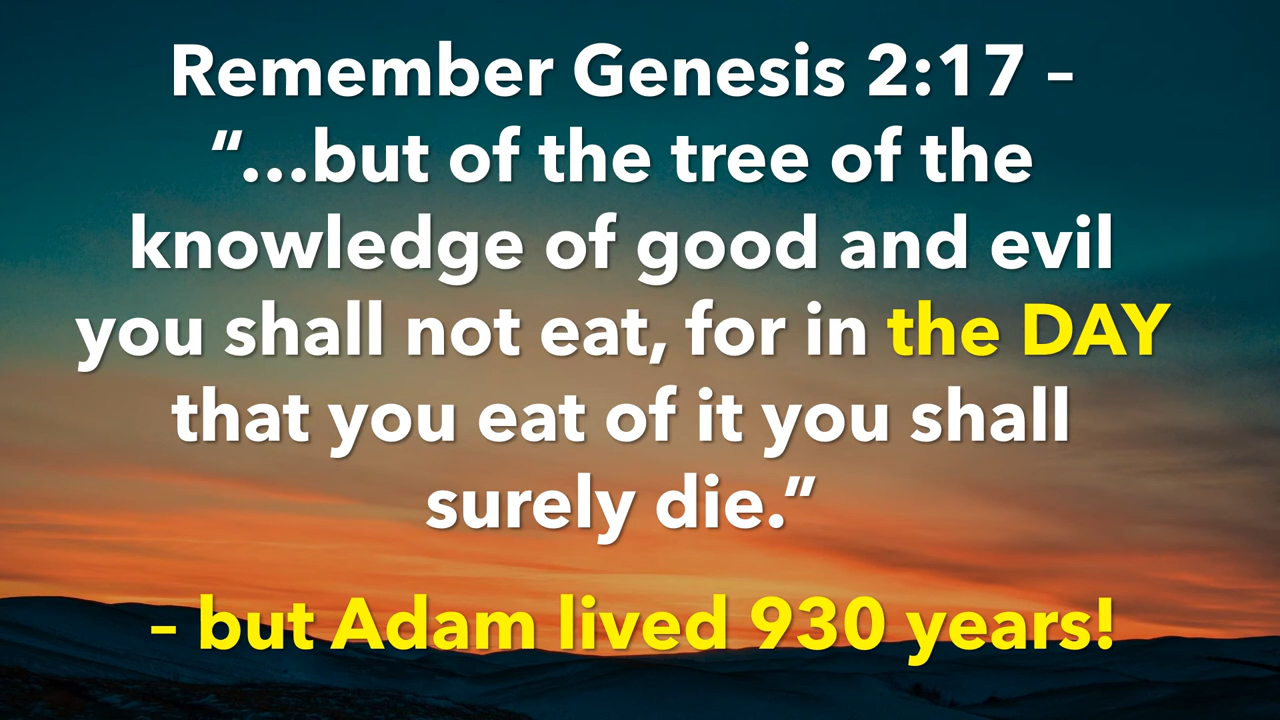 Remember Genesis 2:17 –
“…but of the tree of the
knowledge of good and evil
you shall not eat, for in the DAY
that you eat of it you shall
surely die.”
– but Adam lived 930 years!